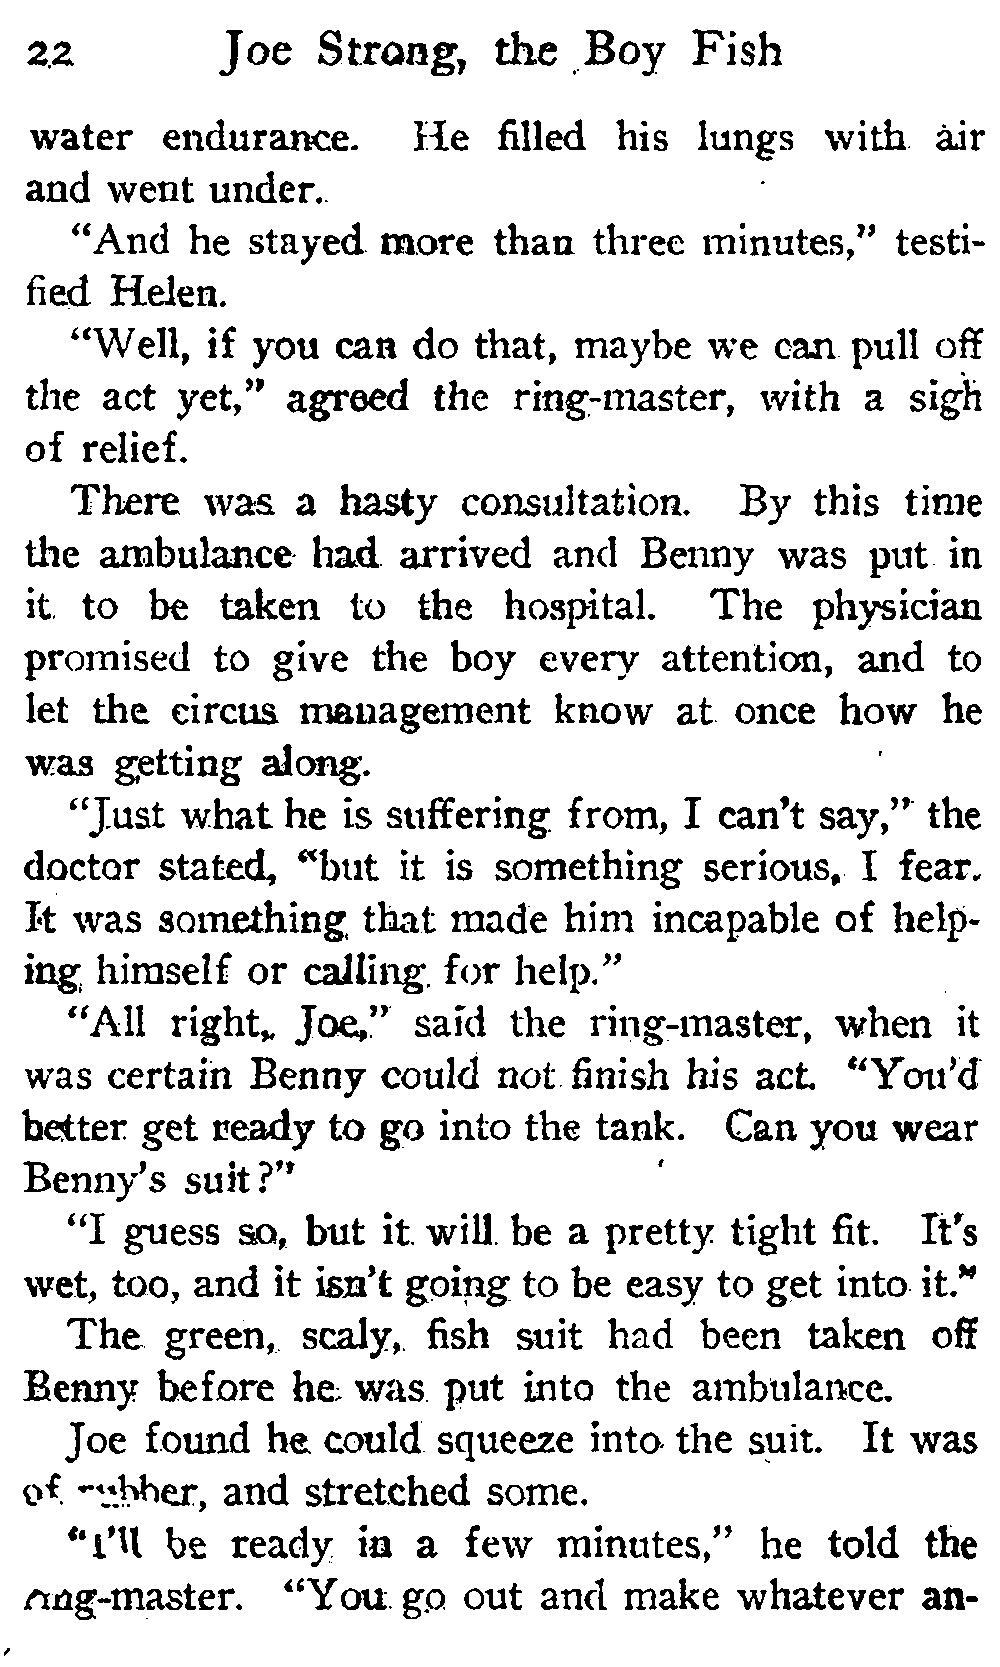 22 Joe Strong, the Boy Fish
water endurance. He filled his lungs with air
and went under.
"And he stayed more than three minutes," testi-
fied Helen.
"Well, if you can do that, maybe we can pull off
the act yet," agreed the ring-master, with a sigh
of relief.
There was a hasty consultation. By this time
the ambulance had arrived and Benny was put in
it to be taken to the hospital. The physician
promised to give the boy every attention, and to
let the circus management know at once how he
was getting along.
"Just what he is suffering from, I can't say," the
doctor stated, "but it is something serious, I fear.
It was something that made him incapable of help-
ing himself or calling for help."
"All right, Joe," said the ring-master, when it
was certain Benny could not finish his act. "You'd
better get ready to go into the tank. Can you wear
Benny's suit?"
"I guess so, but it will be a pretty tight fit. It's
wet, too, and it isn't going to be easy to get into it."
The green, scaly, fish suit had been taken off
Benny before he was put into the ambulance.
Joe found he could squeeze into the suit. It was
of rubber, and stretched some.
"I'll be ready in a few minutes," he told the
ring-master. "You go out and make whatever an-